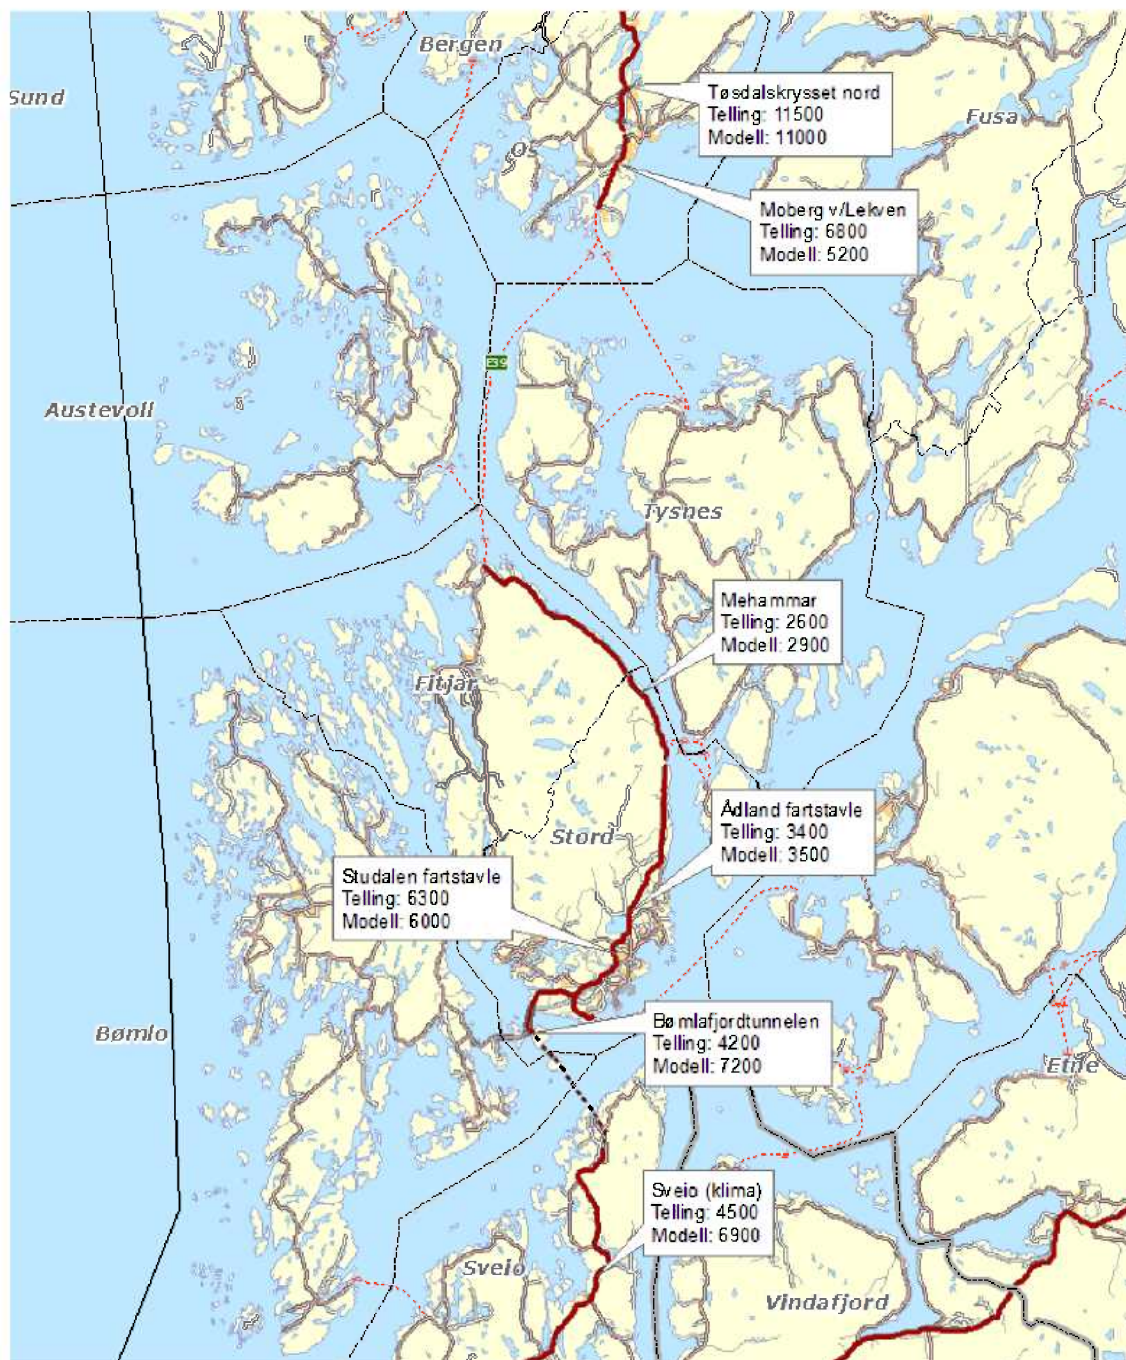 Bergen
Sund
Tøsdalskrysset nord
Telling: 11500
Modell: 11000
Fusa
Os
Moberg v/Lekven
Telling: 6800
Modell: 5200
E39
Austevoll
Tysnes
Mehammar
Telling: 2600
Modell: 2900
Fitjar
Ådland fartstavle
Telling: 3400
Modell: 3500
Stord
Studalen fartstavle
Telling: 6300
Modell: 6000
Bømlafjordtunnelen
Telling: 4200
Modell: 7200
Bømlo
Etne
Sveio (klima)
Telling: 4500
Modell: 6900
Sveio
Vindafjord